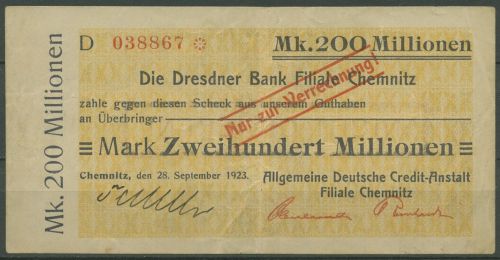 Mk. 200 Millionen
D 038867
Mk. 200 Millionen
Die Dresdner Bank Filiale Chemnitz
zahle gegen diesen Scheck aus unserem Guthaben
an Überbringer
Nur zur Verrechnung!
Mark Zweihundert Millionen
Chemnitz, den 28. September 1923.
Allgemeine Deutsche Credit-Anstalt
Filiale Chemnitz